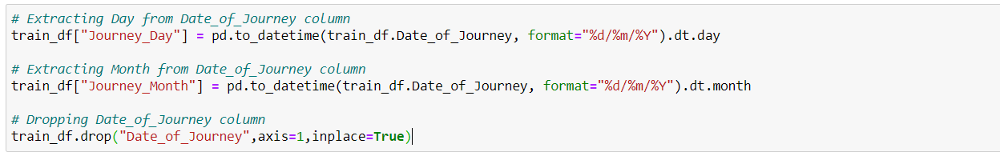 # Extracting Day from Date_of_Journey column
train_df["Journey_Day"] = pd.to_datetime(train_df.Date_of_Journey, format="%d/%m/%Y").dt.day
# Extracting Month from Date_of_Journey column
train_df["Journey_Month"] = pd.to_datetime(train_df.Date_of_Journey, format="%d/%m/%Y").dt.month
# Dropping Date_of_Journey column
train_df.drop("Date_of_Journey",axis=1,inplace=True)